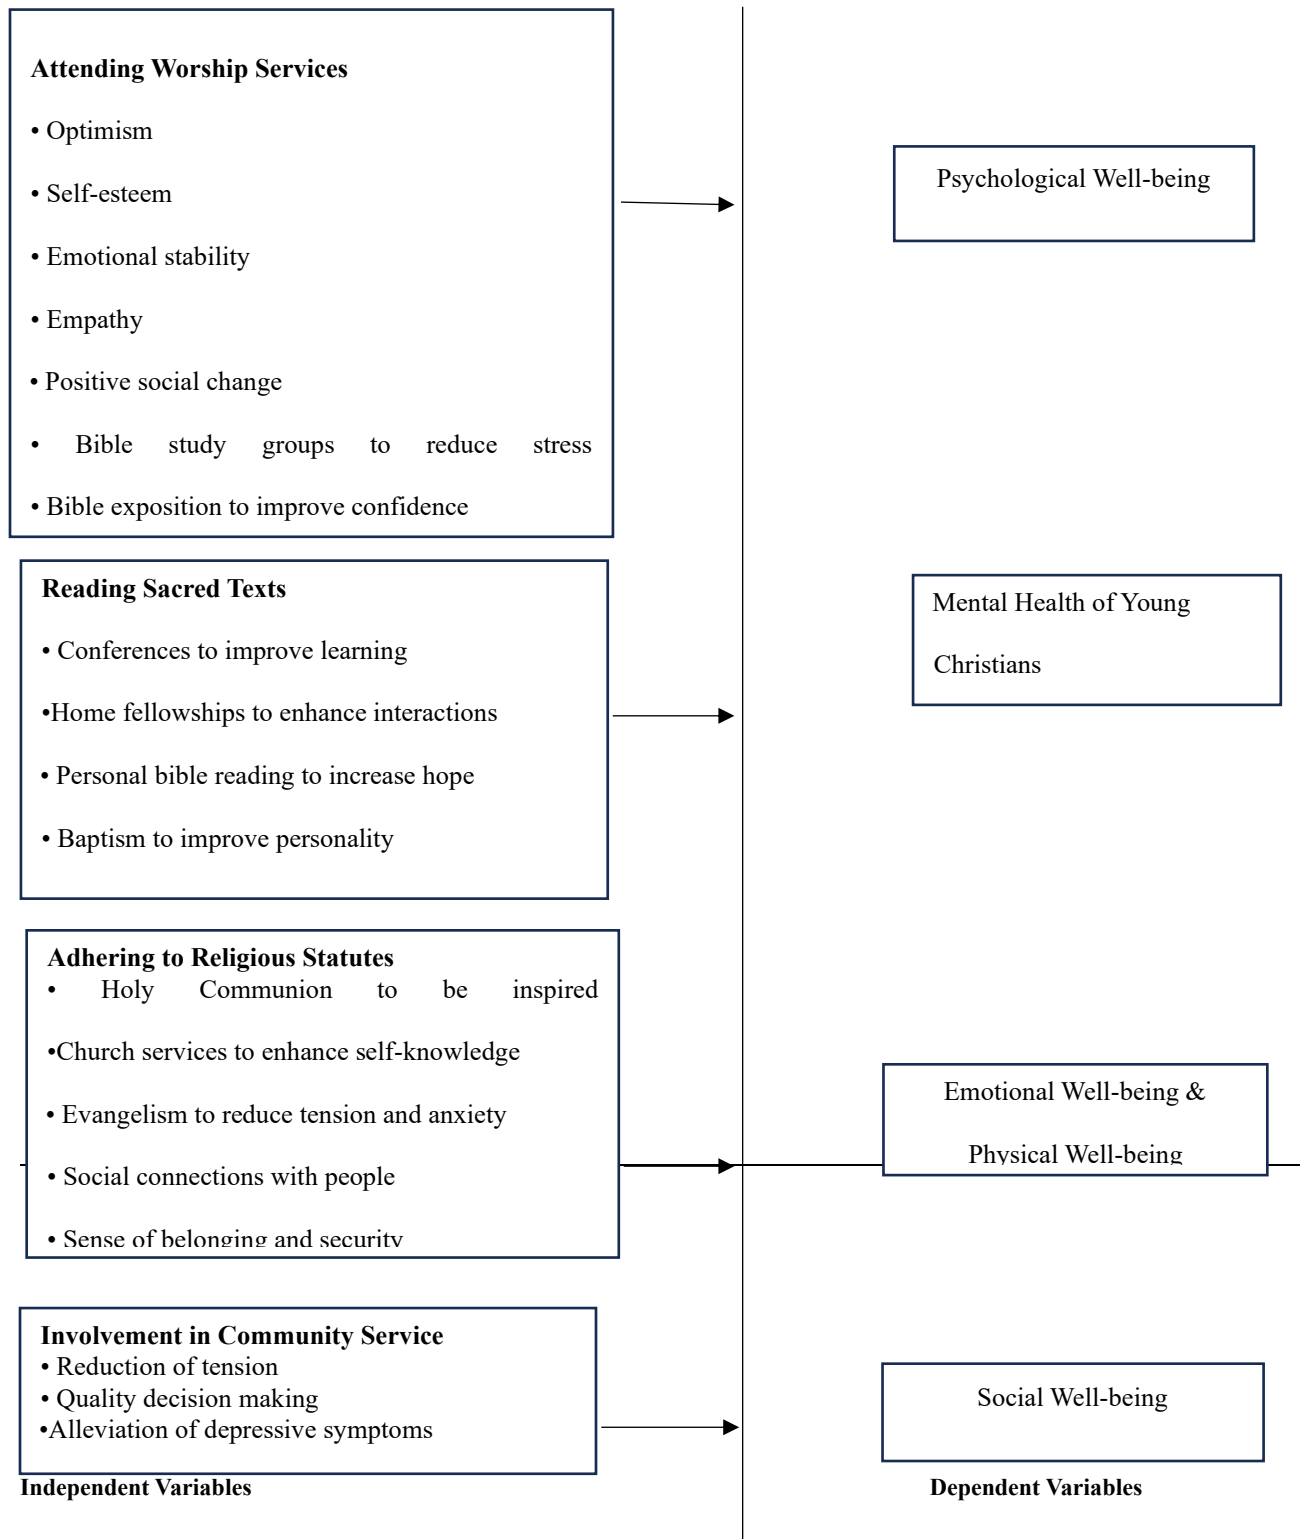 Attending Worship Services
• Optimism
• Self-esteem
• Emotional stability
• Empathy
• Positive social change
• Bible study groups to reduce stress
• Bible exposition to improve confidence
Reading Sacred Texts
• Conferences to improve learning
•Home fellowships to enhance interactions
• Personal bible reading to increase hope
• Baptism to improve personality
Adhering to Religious Statutes
• Holy Communion to be inspired
•Church services to enhance self-knowledge
• Evangelism to reduce tension and anxiety
• Social connections with people
• Sense of belonging and security
Involvement in Community Service
• Reduction of tension
• Quality decision making
•Alleviation of depressive symptoms
Independent Variables
Psychological Well-being
Mental Health of Young
Christians
Emotional Well-being &
Physical Well-being
Social Well-being
Dependent Variables